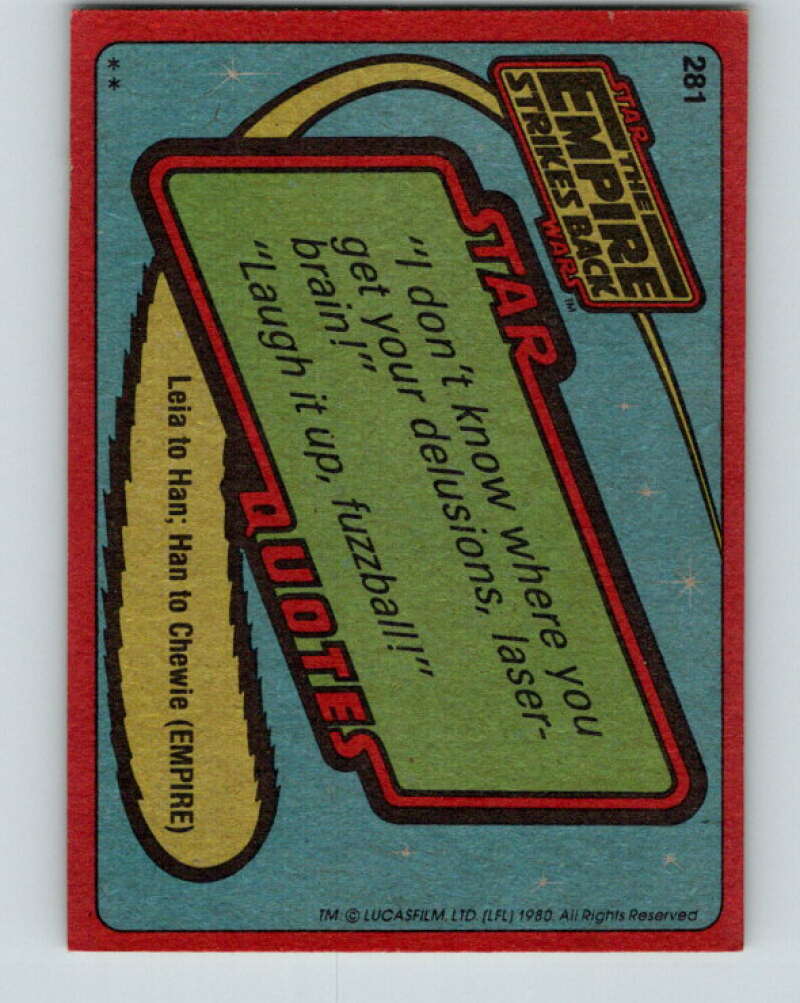 281
STAR
THE
EMPIRE
STRIKES BACK
WARS
TM
STAR
"I don't know where you
get your delusions, laser-
brain!"
"Laugh it up, fuzzball!"
QUOTES
Leia to Han; Han to Chewie (EMPIRE)
**
TM: © LUCASFILM, LTD. (LFL) 1980. All Rights Reserved